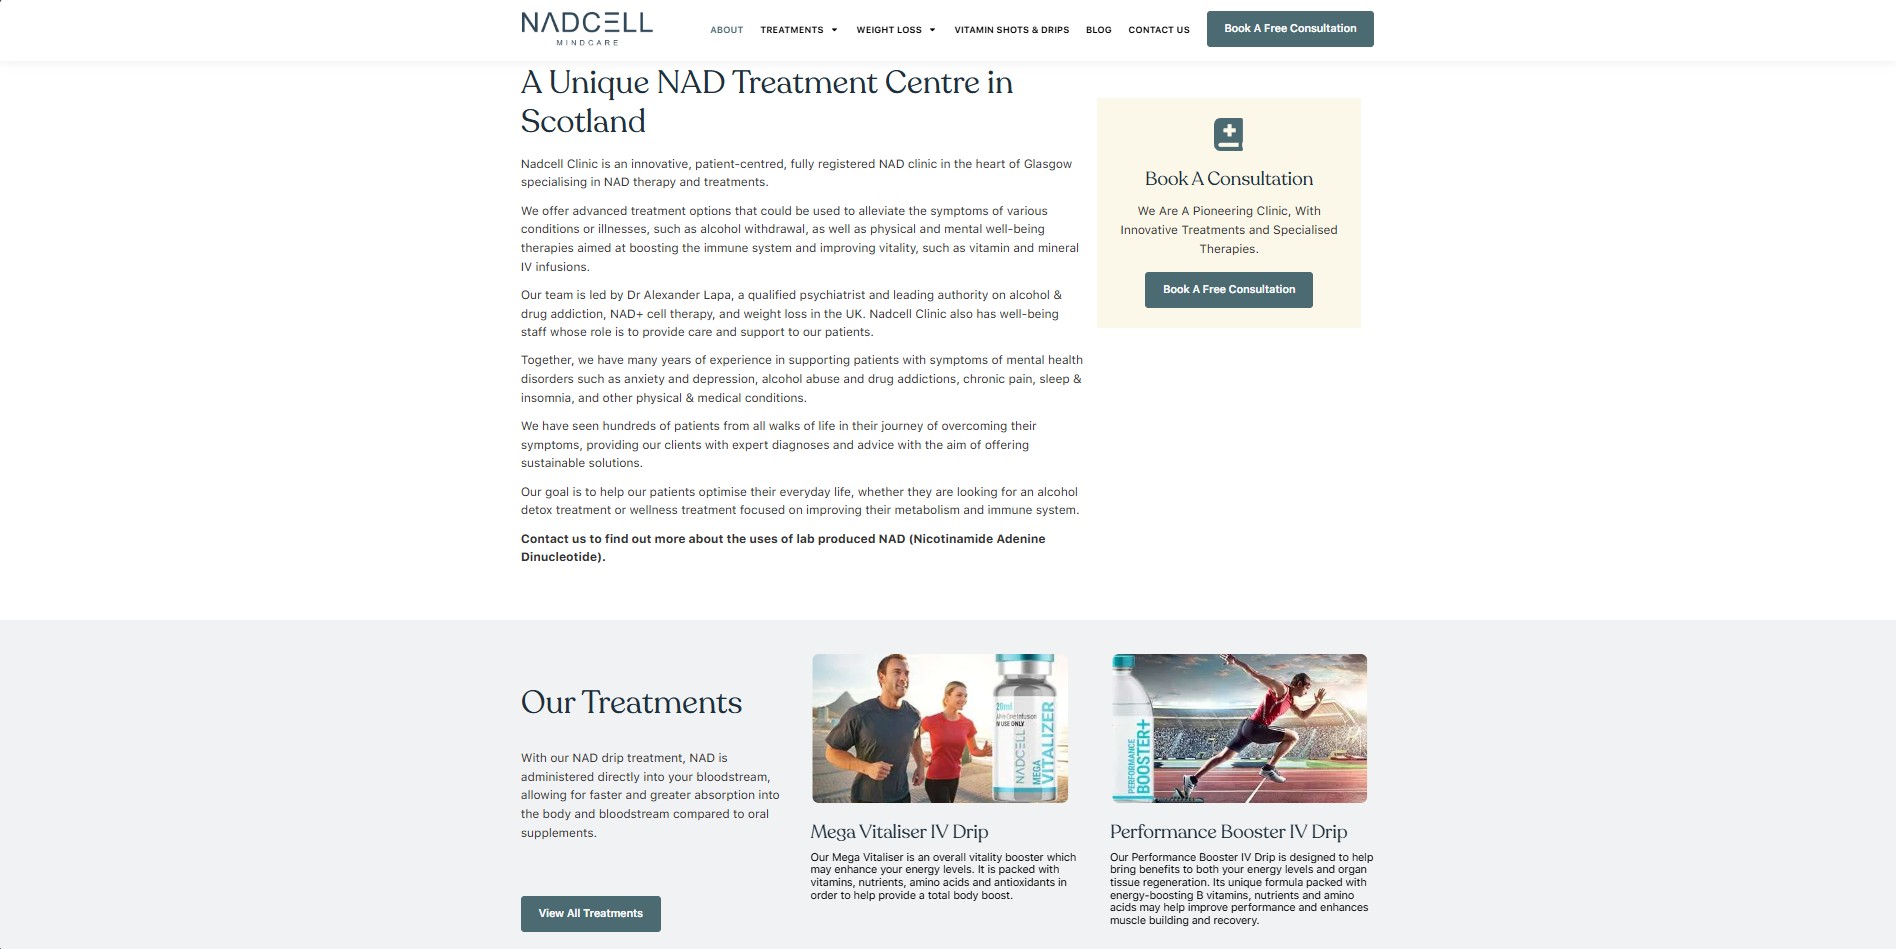 NADCELL
MINDCARE
ABOUT
TREATMENTS
WEIGHT LOSS
VITAMIN SHOTS & DRIPS
BLOG
CONTACT US
Book A Free Consultation
A Unique NAD Treatment Centre in
Scotland
Nadcell Clinic is an innovative, patient-centred, fully registered NAD clinic in the heart of Glasgow
specialising in NAD therapy and treatments.
We offer advanced treatment options that could be used to alleviate the symptoms of various
conditions or illnesses, such as alcohol withdrawal, as well as physical and mental well-being
therapies aimed at boosting the immune system and improving vitality, such as vitamin and mineral
IV infusions.
Our team is led by Dr Alexander Lapa, a qualified psychiatrist and leading authority on alcohol &
drug addiction, NAD+ cell therapy, and weight loss in the UK. Nadcell Clinic also has well-being
staff whose role is to provide care and support to our patients.
Together, we have many years of experience in supporting patients with symptoms of mental health
disorders such as anxiety and depression, alcohol abuse and drug addictions, chronic pain, sleep &
insomnia, and other physical & medical conditions.
We have seen hundreds of patients from all walks of life in their journey of overcoming their
symptoms, providing our clients with expert diagnoses and advice with the aim of offering
sustainable solutions.
Our goal is to help our patients optimise their everyday life, whether they are looking for an alcohol
detox treatment or wellness treatment focused on improving their metabolism and immune system.
Contact us to find out more about the uses of lab produced NAD (Nicotinamide Adenine
Dinucleotide).
Book A Consultation
We Are A Pioneering Clinic, With
Innovative Treatments and Specialised
Therapies.
Book A Free Consultation
Our Treatments
With our NAD drip treatment, NAD is
administered directly into your bloodstream,
allowing for faster and greater absorption into
the body and bloodstream compared to oral
supplements.
View All Treatments
20ml
Infusion
USE ONLY
NADCELL
MEGA
VITALIZER
Mega Vitaliser IV Drip
Our Mega Vitaliser is an overall vitality booster which
may enhance your energy levels. It is packed with
vitamins, nutrients, amino acids and antioxidants in
order to help provide a total body boost.
PERFORMANCE
BOOSTER+
Performance Booster IV Drip
Our Performance Booster IV Drip is designed to help
bring benefits to both your energy levels and organ
tissue regeneration. Its unique formula packed with
energy-boosting B vitamins, nutrients and amino
acids may help improve performance and enhances
muscle building and recovery.